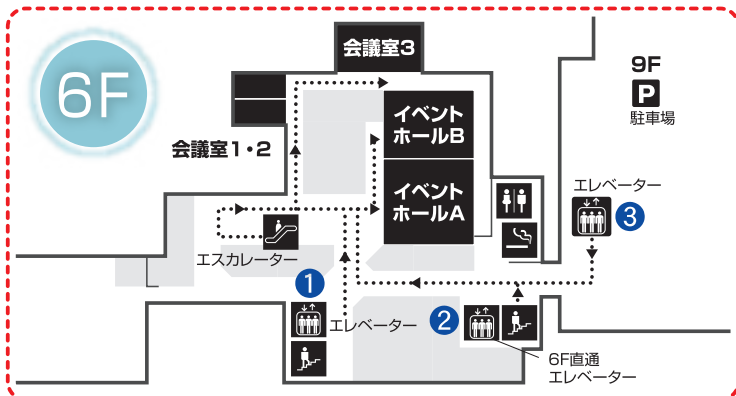 6F
会議室3
会議室1・2
イベント
ホールB
イベント
ホールA
9F
P
駐車場
エレベーター
3
エスカレーター
1
エレベーター
2
6F直通
エレベーター